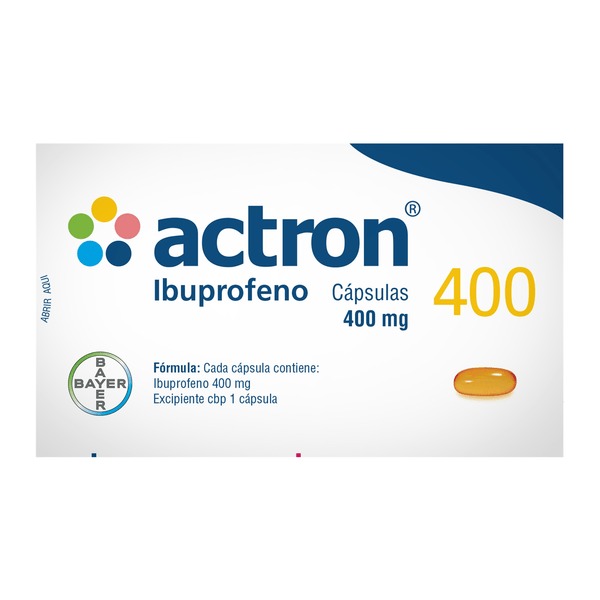 actron®
Ibuprofeno Cápsulas 400
400 mg
ABRIR AQUÍ
Fórmula: Cada cápsula contiene:
Ibuprofeno 400 mg
Excipiente cbp 1 cápsula
BAYER
BAYER